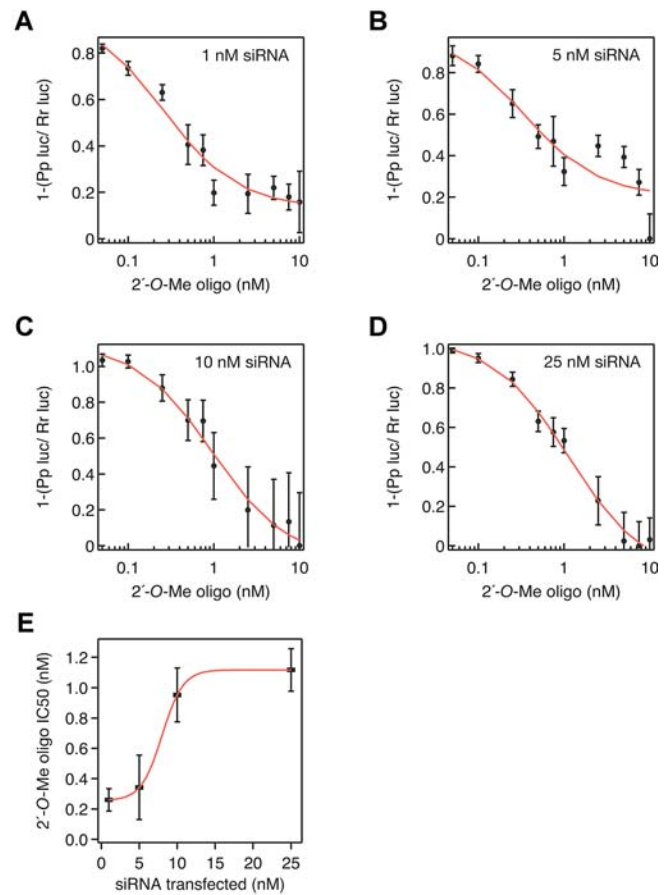 A
1 nM siRNA
1-(Pp luc/ Rr luc)
0.8
0.6
0.4
0.2
0
0.1
1
10
2´-O-Me oligo (nM)
B
5 nM siRNA
1-(Pp luc/ Rr luc)
0.8
0.6
0.4
0.2
0
0.1
1
10
2´-O-Me oligo (nM)
C
10 nM siRNA
1-(Pp luc/ Rr luc)
1.0
0.8
0.6
0.4
0.2
0
0.1
1
10
2´-O-Me oligo (nM)
D
25 nM siRNA
1-(Pp luc/ Rr luc)
1.0
0.8
0.6
0.4
0.2
0
0.1
1
10
2´-O-Me oligo (nM)
E
2´-O-Me oligo IC50 (nM)
1.2
1.0
0.8
0.6
0.4
0.2
0.0
0
5
10
15
20
25
siRNA transfected (nM)